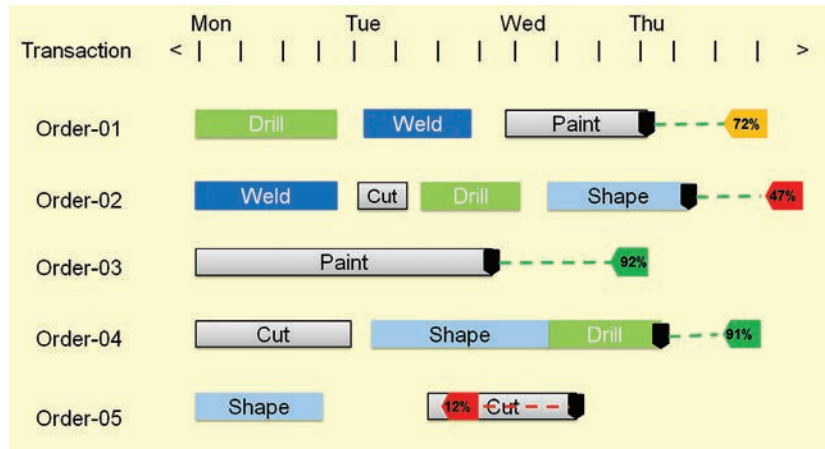 Mon Tue Wed Thu
Transaction < | | | | | | | | | | | | | | | >
Order-01 Drill Weld Paint 72%
Order-02 Weld Cut Drill Shape 47%
Order-03 Paint 92%
Order-04 Cut Shape Drill 91%
Order-05 Shape 12% Cut